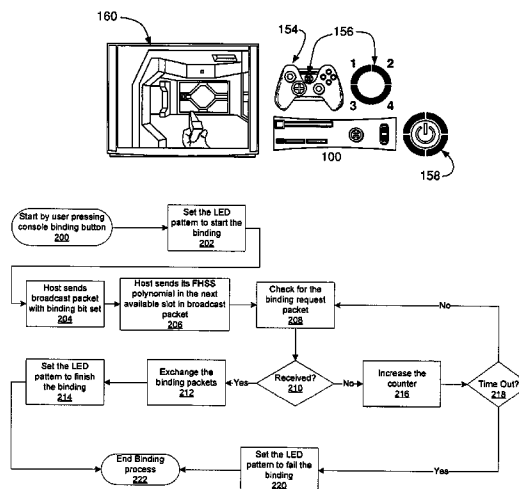 160
154
156
1 2
3 4
100
158
Start by user
pressing
console binding
button
200
Set the LED
pattern to start the
binding
202
Host sends
broadcast packet
with binding bit set
204
Host sends its FHSS
polynomial in the next
available slot in broadcast
packet
206
Check for the
binding request
packet
208
No
Set the LED
pattern to finish
the binding
214
Exchange the
binding packets
212
Yes
Received?
210
No
Increase the
counter
216
Time Out?
218
End Binding
process
222
Set the LED
pattern to fail the
binding
220
Yes